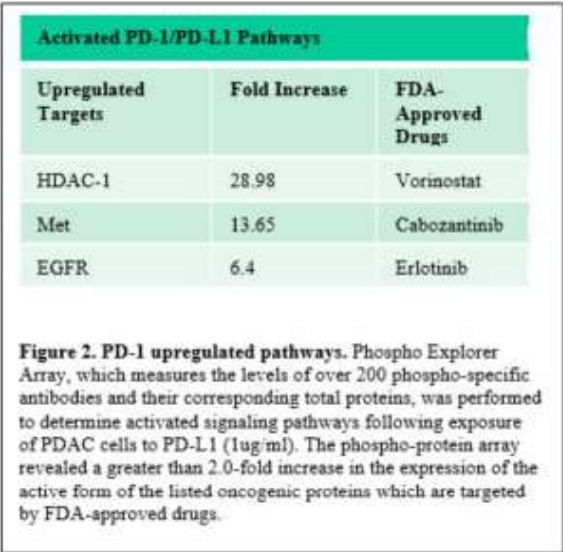 Activated PD-1/PD-L1 Pathways
Upregulated Targets Fold Increase FDA-Approved Drugs
HDAC-1 28.98 Vorinostat
Met 13.65 Cabozantinib
EGFR 6.4 Erlotinib
Figure 2. PD-1 upregulated pathways. Phospho Explorer
Array, which measures the levels of over 200 phospho-specific
antibodies and their corresponding total proteins, was performed
to determine activated signaling pathways following exposure
of PDAC cells to PD-L1 (1ug/ml). The phospho-protein array
revealed a greater than 2.0-fold increase in the expression of the
active form of the listed oncogenic proteins which are targeted
by FDA-approved drugs.